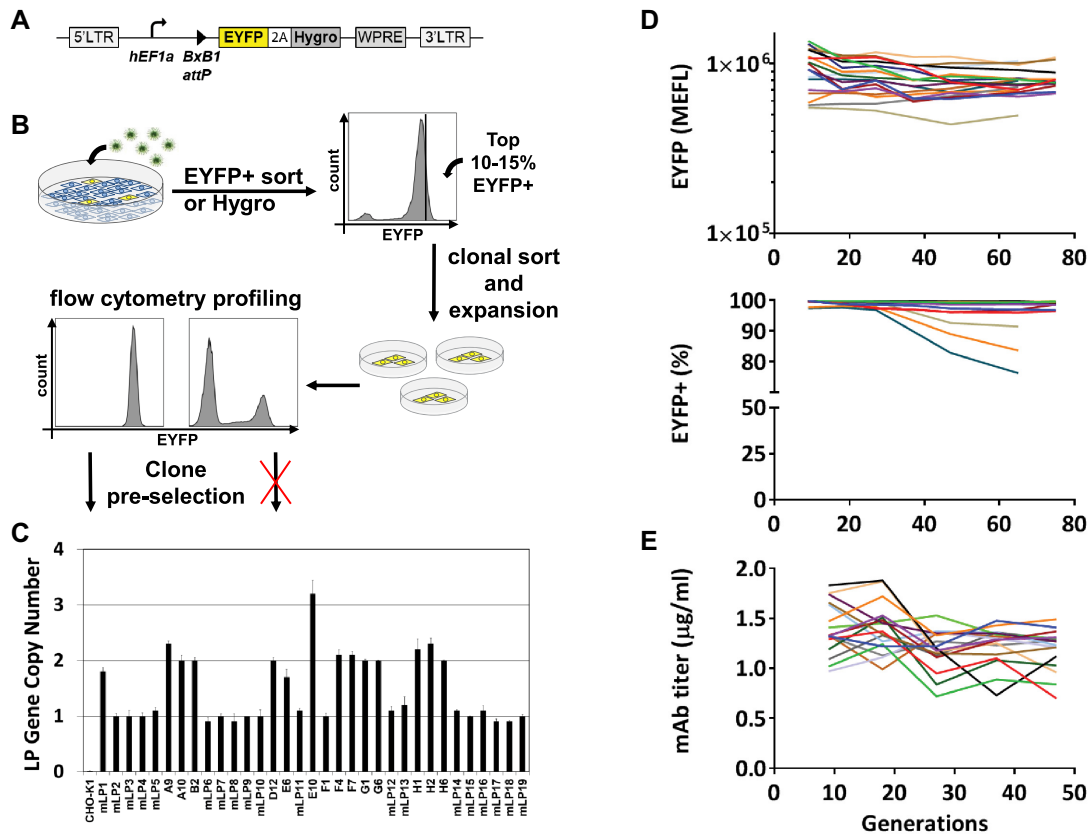 A
5'LTR
hEF1a
BxB1
attP
EYFP
2A
Hygro
WPRE
3'LTR
B
EYFP+ sort
or Hygro
count
EYFP
Top
10-15%
EYFP+
clonal sort
and
expansion
flow cytometry profiling
count
EYFP
Clone
pre-selection
C
LP Gene Copy Number
4
3
2
1
0
CHO-K1
mLP1
mLP2
mLP3
mLP4
mLP5
A9
A10
B2
mLP6
mLP7
mLP8
mLP9
mLP10
D12
E6
mLP11
E10
F1
F4
F7
G1
G6
mLP12
mLP13
H1
H2
H6
mLP14
mLP15
mLP16
mLP17
mLP18
mLP19
D
EYFP (MEFL)
1×10⁶
1×10⁵
0 20 40 60 80
EYFP+ (%)
100
90
80
50
25
0
0 20 40 60 80
E
mAb titer (µg/ml)
2.0
1.5
1.0
0.5
0.0
0 10 20 30 40 50
Generations